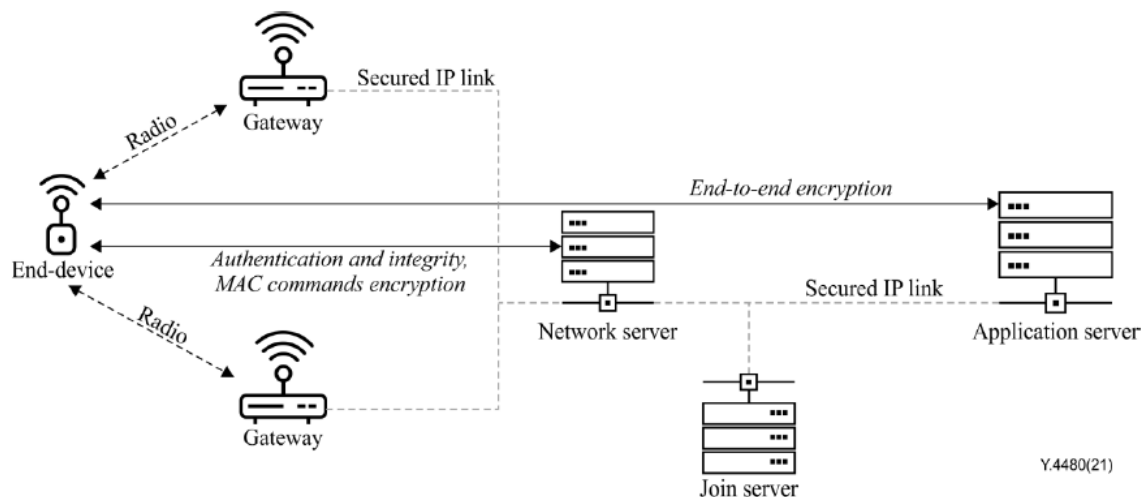 Secured IP link
Gateway
Radio
End-to-end encryption
End-device
Authentication and integrity,
MAC commands encryption
Secured IP link
Network server
Application server
Radio
Gateway
Join server
Y.4480(21)